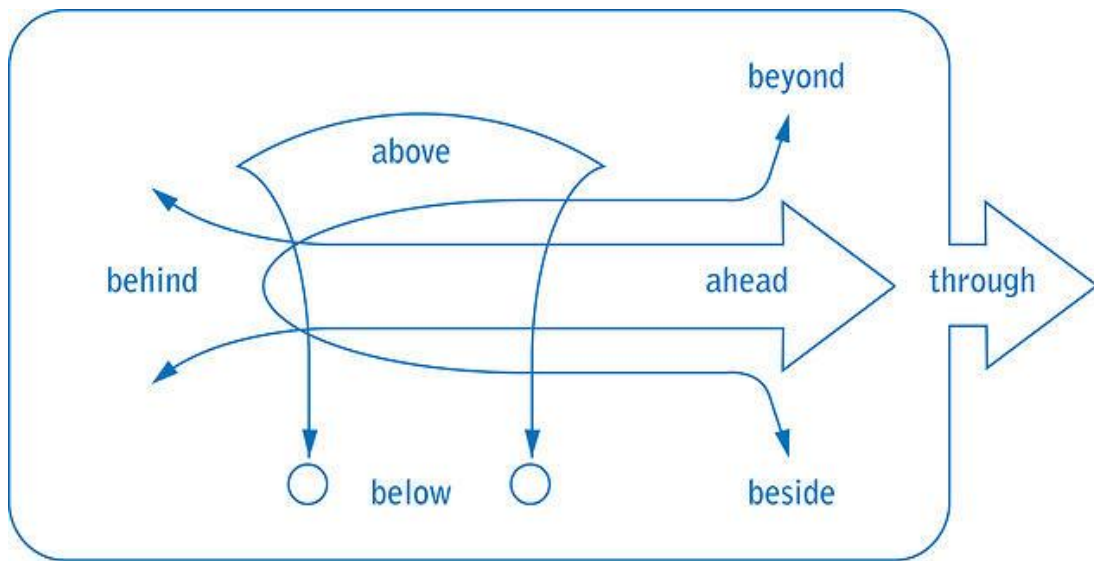 beyond
above
behind
ahead
through
below
beside